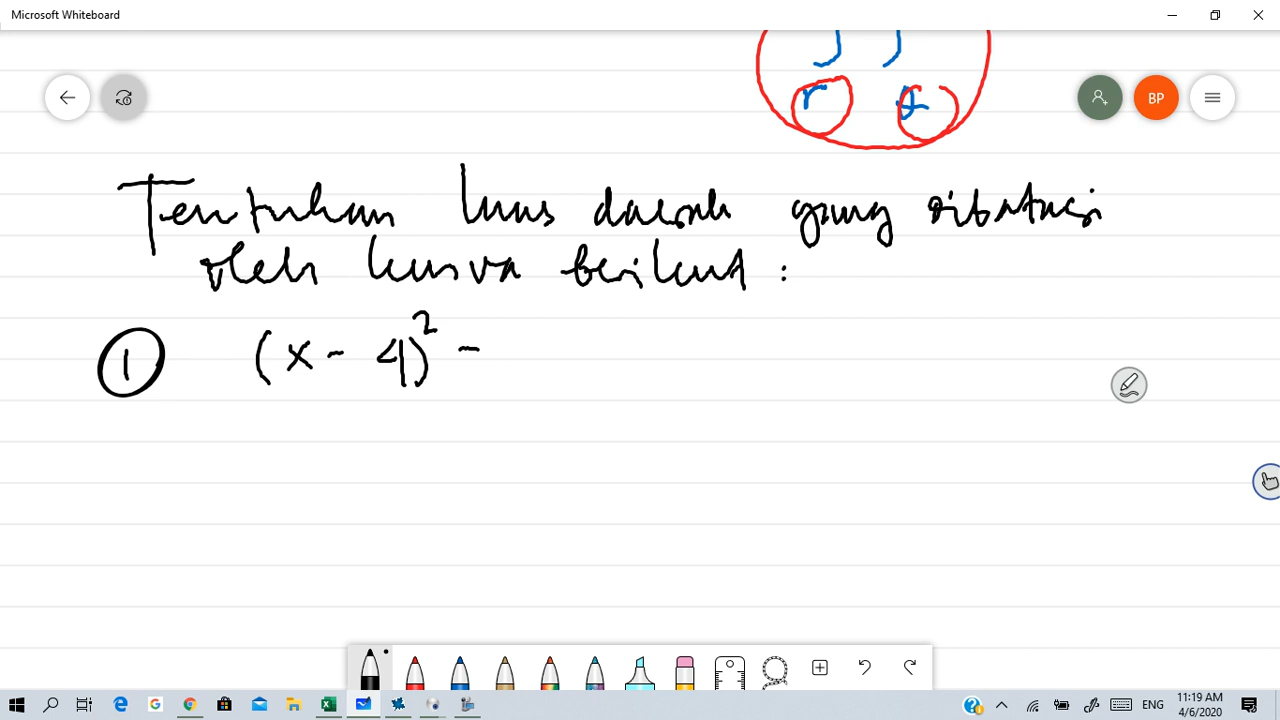 Microsoft Whiteboard
r θ
BP
Tentukan luas daerah yang dibatasi
oleh kurva berikut :
1 (x - 4)² -
ENG
11:19 AM
4/6/2020